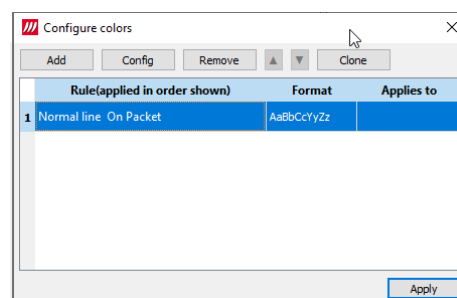 Configure colors
Add Config Remove ▲ ▼ Clone
Rule(applied in order shown) Format Applies to
1 Normal line On Packet AaBbCcYyZz
Apply